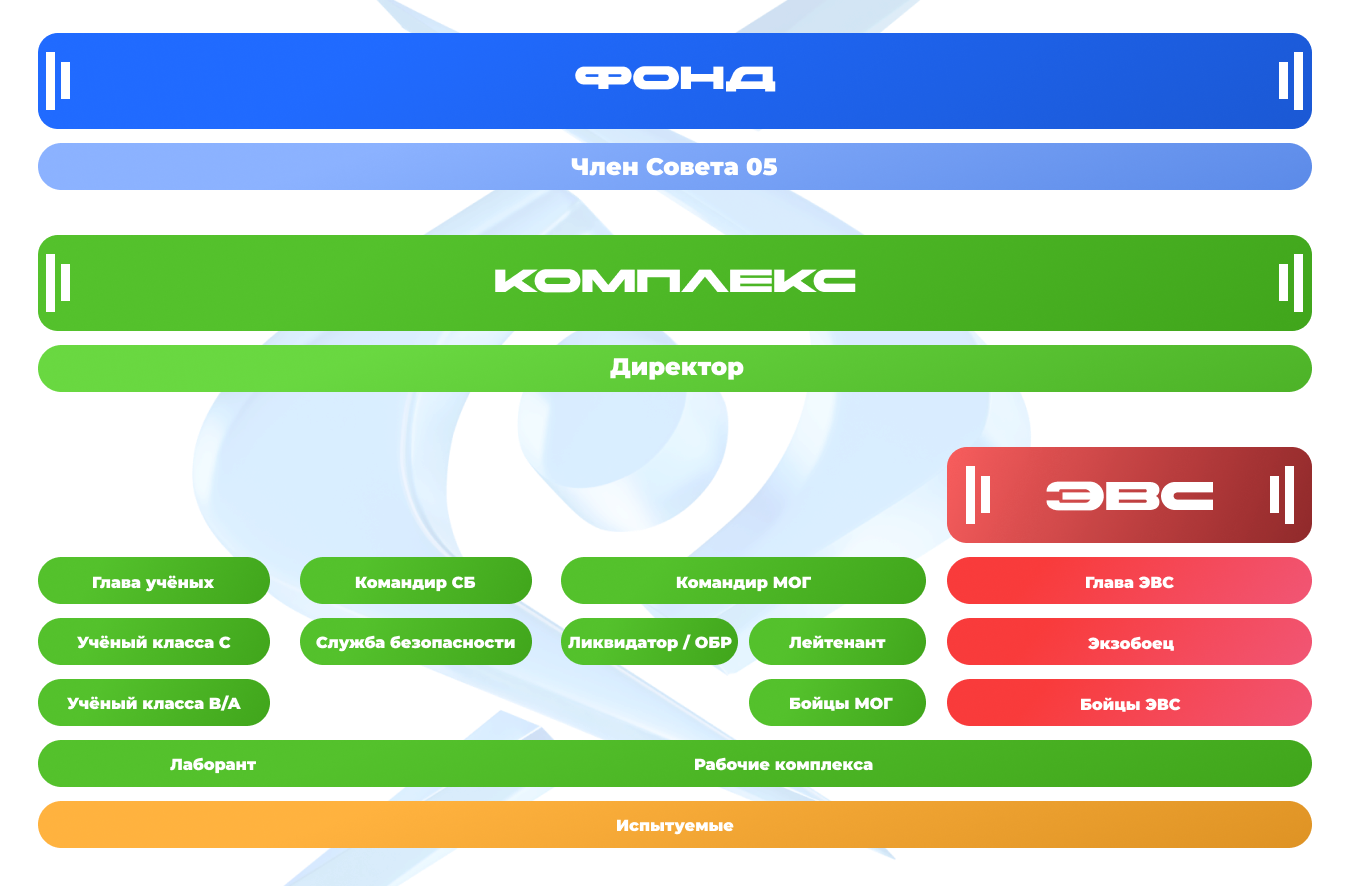 ФОНД
Член Совета 05
КОМПЛЕКС
Директор
ЭВС
Глава учёных
Командир СБ
Командир МОГ
Глава ЭВС
Учёный класса С
Служба безопасности
Ликвидатор / ОБР
Лейтенант
Экзобоец
Учёный класса В/А
Бойцы МОГ
Бойцы ЭВС
Лаборант
Рабочие комплекса
Испытуемые